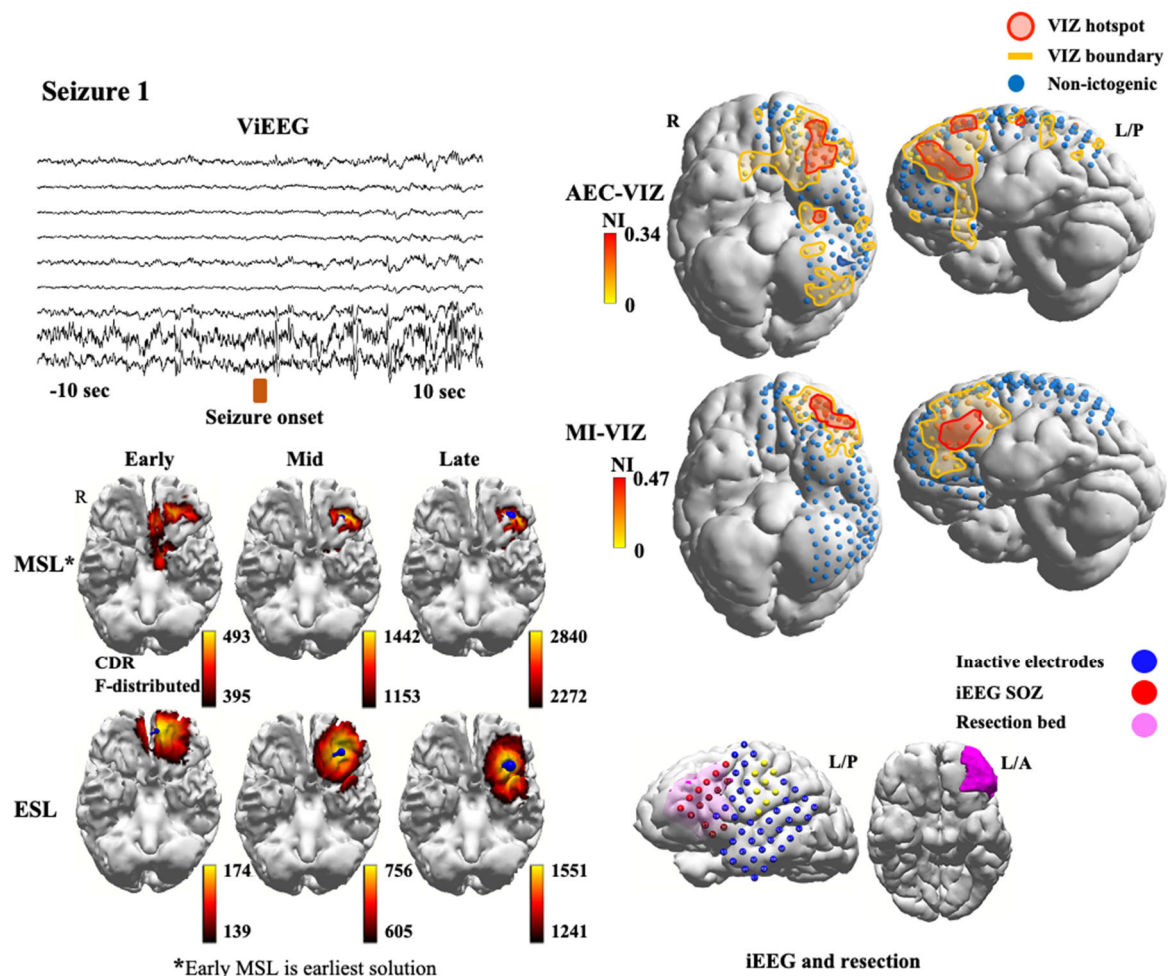 Seizure 1
ViEEG
-10 sec
10 sec
Seizure onset
Early
Mid
Late
R
MSL*
493
395
1442
1153
2840
2272
CDR
F-distributed
ESL
174
139
756
605
1551
1241
*Early MSL is earliest solution
VIZ hotspot
VIZ boundary
Non-ictogenic
R
L/P
AEC-VIZ
NI
0.34
0
MI-VIZ
NI
0.47
0
Inactive electrodes
iEEG SOZ
Resection bed
L/P
L/A
iEEG and resection